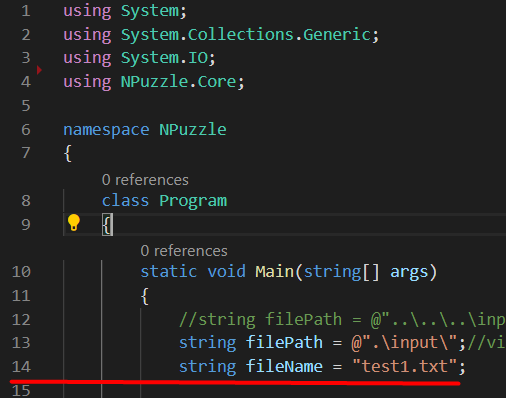 1 using System;
2 using System.Collections.Generic;
3 using System.IO;
4 using NPuzzle.Core;
5
6 namespace NPuzzle
7 {
0 references
8 class Program
9 {
0 references
10 static void Main(string[] args)
11 {
12 //string filePath = @"..\..\..\inp
13 string filePath = @".\input\";//vi
14 string fileName = "test1.txt";
15